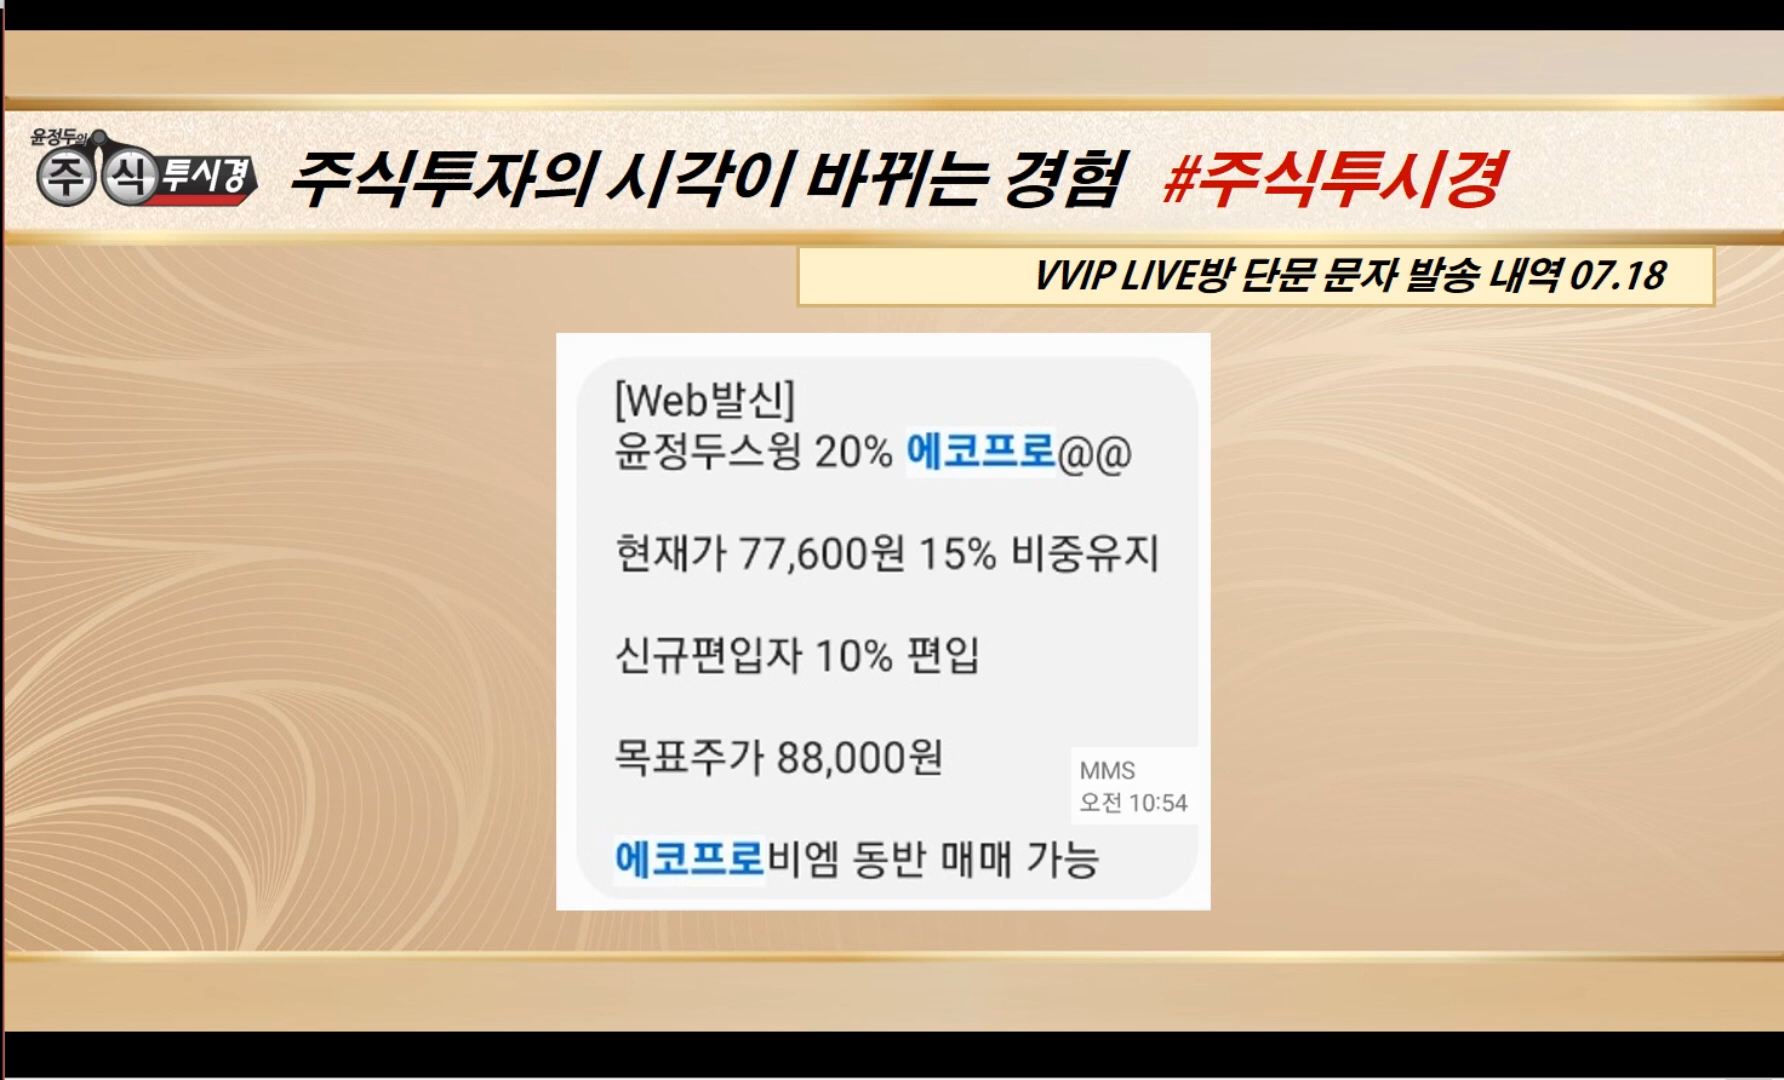 윤정두의
주식투시경
주식투자의 시각이 바뀌는 경험 #주식투시경
VVIP LIVE방 단문 문자 발송 내역 07.18
[Web발신]
윤정두스윙 20% 에코프로@@
현재가 77,600원 15% 비중유지
신규편입자 10% 편입
목표주가 88,000원
MMS
오전 10:54
에코프로비엠 동반 매매 가능